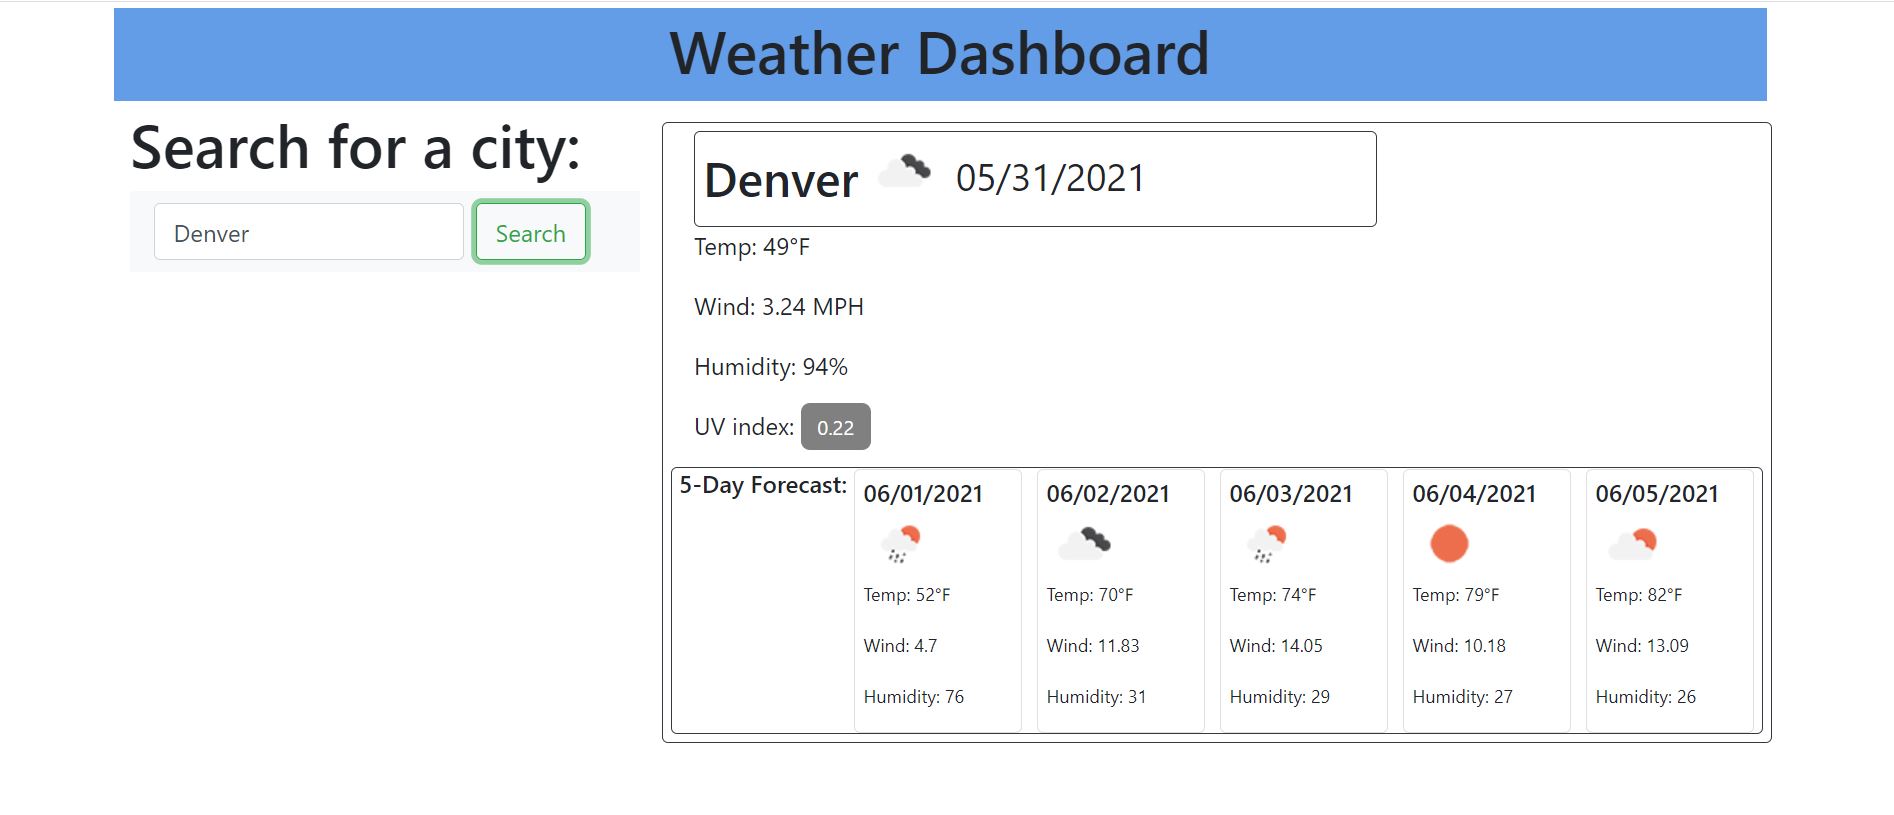 Weather Dashboard
Search for a city:
Denver
Search
Denver 05/31/2021
Temp: 49°F
Wind: 3.24 MPH
Humidity: 94%
UV index: 0.22
5-Day Forecast:
06/01/2021
Temp: 52°F
Wind: 4.7
Humidity: 76
06/02/2021
Temp: 70°F
Wind: 11.83
Humidity: 31
06/03/2021
Temp: 74°F
Wind: 14.05
Humidity: 29
06/04/2021
Temp: 79°F
Wind: 10.18
Humidity: 27
06/05/2021
Temp: 82°F
Wind: 13.09
Humidity: 26